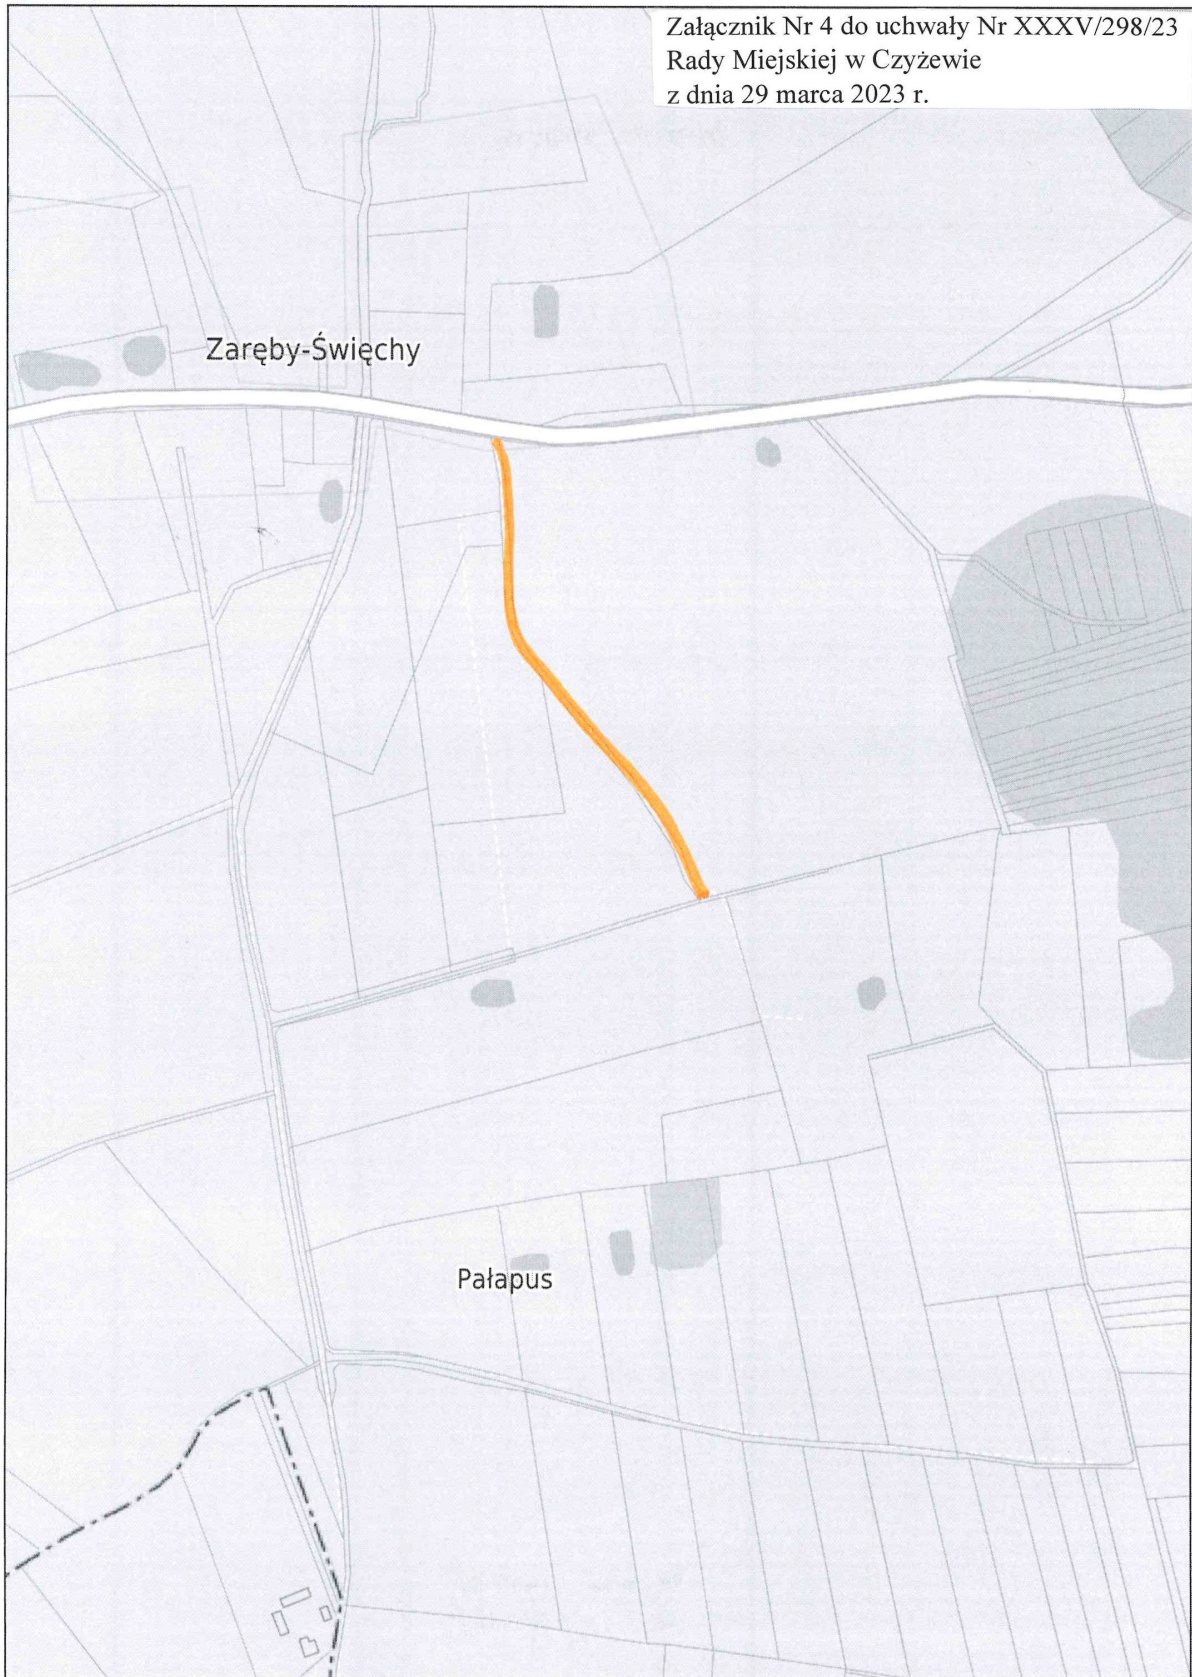 Załącznik Nr 4 do uchwały Nr XXXV/298/23
Rady Miejskiej w Czyżewie
z dnia 29 marca 2023 r.
Zaręby-Święchy
Pałapus